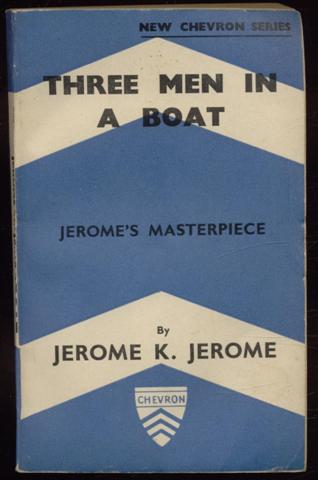 NEW CHEVRON SERIES
THREE MEN IN
A BOAT
JEROME'S MASTERPIECE
By
JEROME K. JEROME
CHEVRON